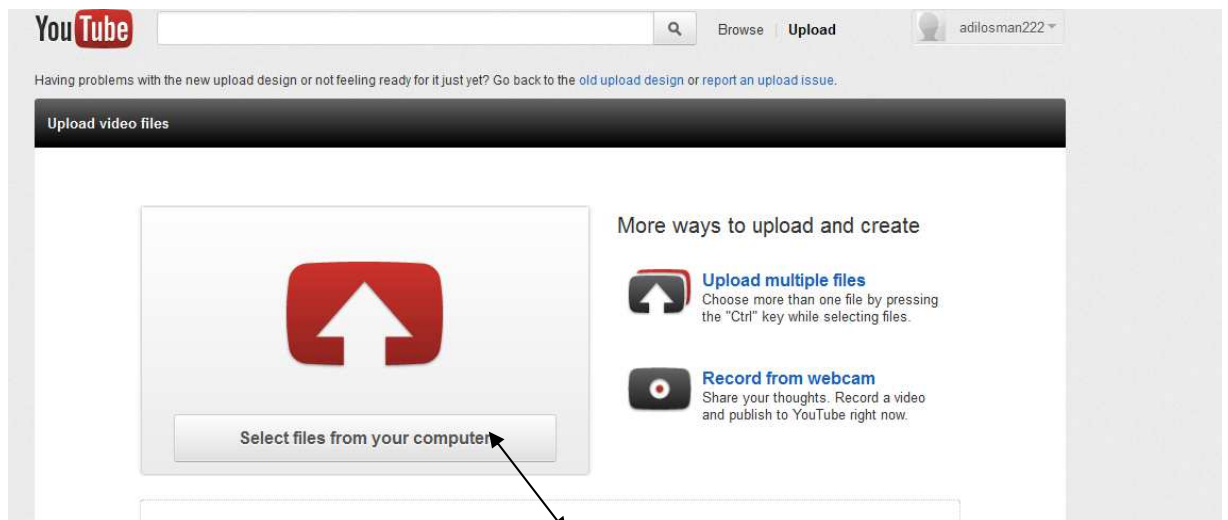 YouTube
Browse | Upload
adilosman222
Having problems with the new upload design or not feeling ready for it just yet? Go back to the old upload design or report an upload issue.
Upload video files
More ways to upload and create
Upload multiple files
Choose more than one file by pressing
the "Ctrl" key while selecting files.
Record from webcam
Share your thoughts. Record a video
and publish to YouTube right now.
Select files from your computer